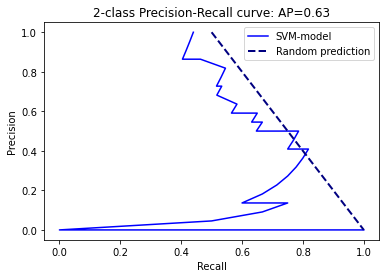 2-class Precision-Recall curve: AP=0.63
SVM-model
Random prediction
1.0
0.8
0.6
0.4
0.2
0.0
Precision
0.0 0.2 0.4 0.6 0.8 1.0
Recall